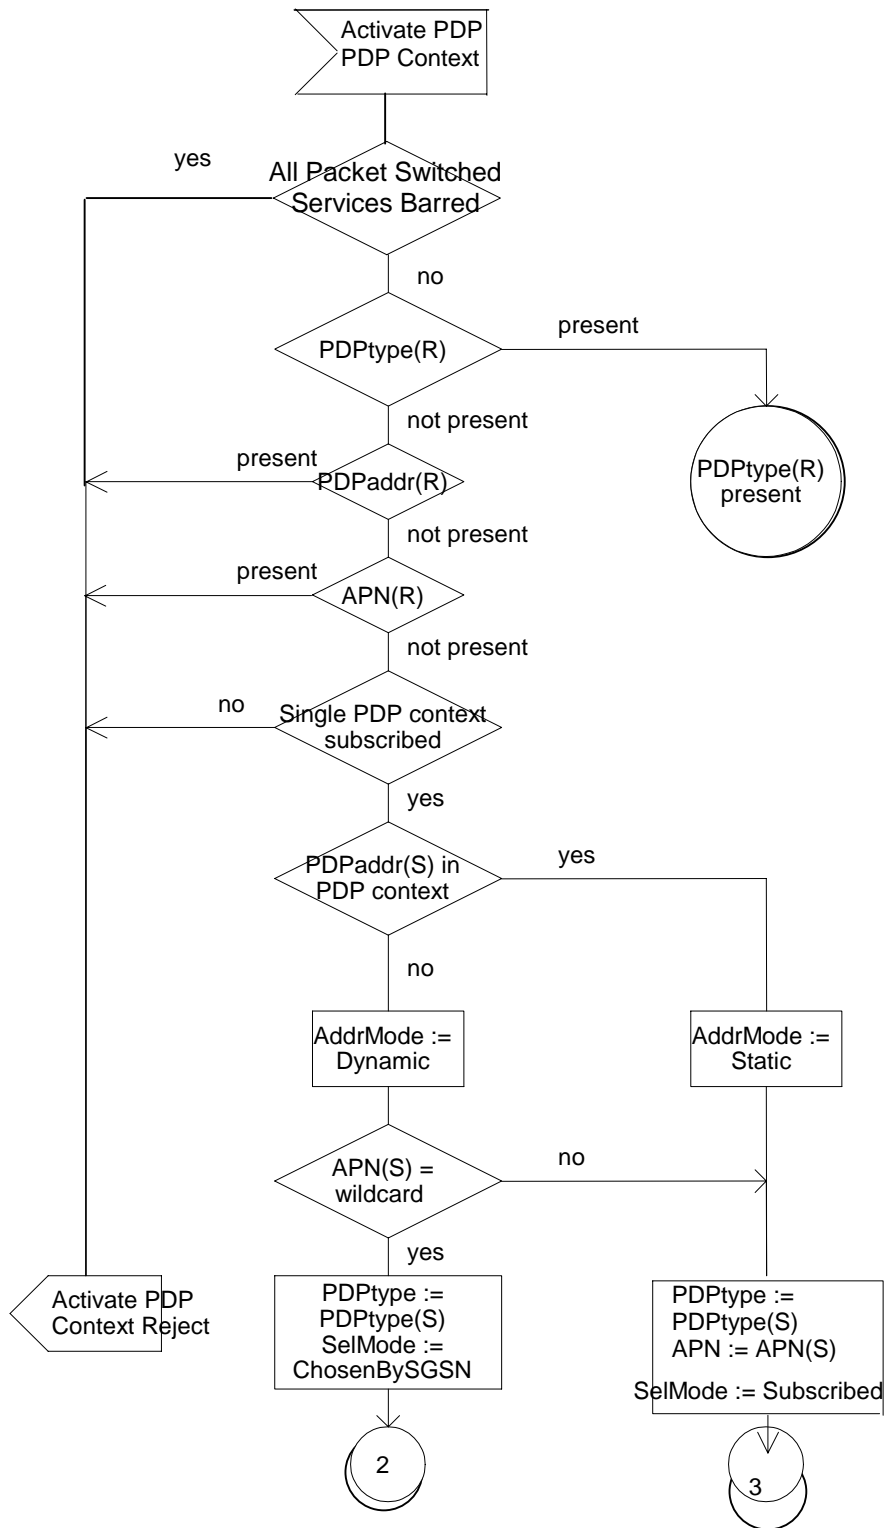 Activate PDP
PDP Context
yes
All Packet Switched
Services Barred
no
PDPtype(R)
present
not present
present
PDPaddr(R)
PDPtype(R)
present
not present
present
APN(R)
not present
no
Single PDP context
subscribed
yes
PDPaddr(S) in
PDP context
yes
no
AddrMode :=
Dynamic
AddrMode :=
Static
APN(S) =
wildcard
no
yes
Activate PDP
Context Reject
PDPtype :=
PDPtype(S)
SelMode :=
ChosenBySGSN
PDPtype :=
PDPtype(S)
APN := APN(S)
SelMode := Subscribed
2
3